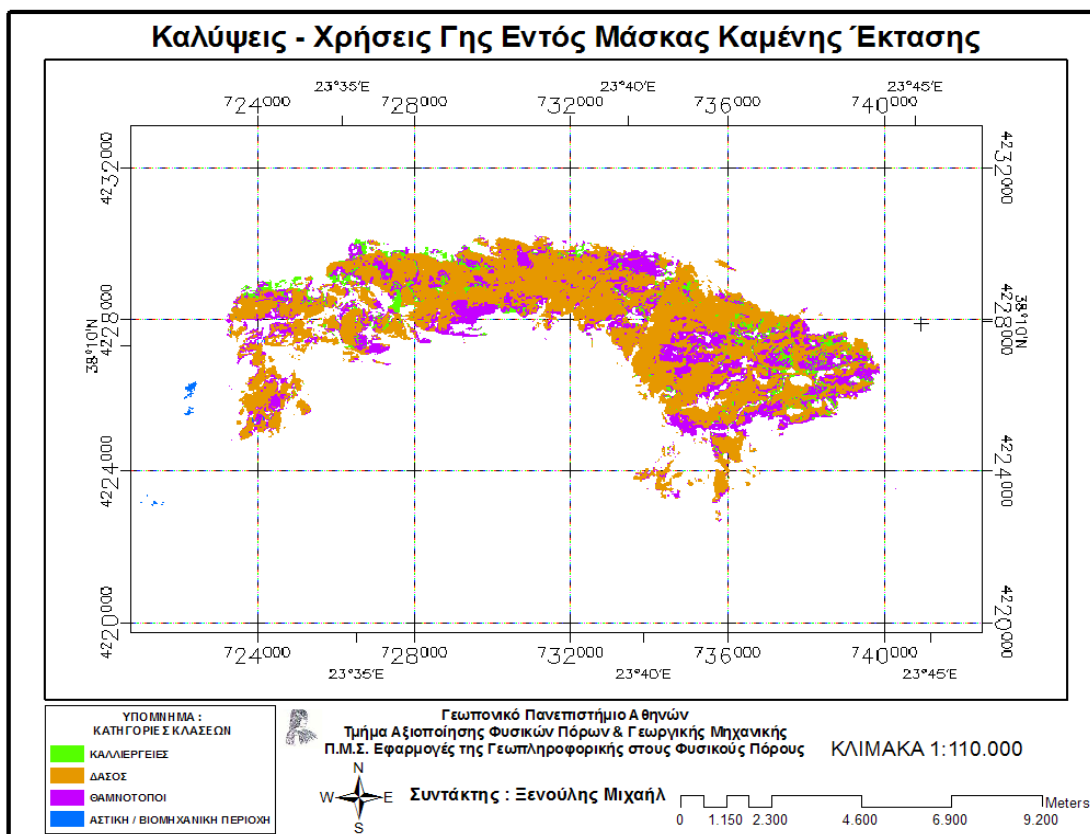 Καλύψεις - Χρήσεις Γης Εντός Μάσκας Καμένης Έκτασης
23°35'E 23°40'E 23°45'E
724000 728000 732000 736000 740000
4232000 4232000
38°10'N 4228000 4228000 38°10'N
4224000 4224000
4220000 4220000
724000 728000 732000 736000 740000
23°35'E 23°40'E 23°45'E
ΥΠΟΜΝΗΜΑ :
ΚΑΤΗΓΟΡΙΕΣ ΚΛΑΣΕΩΝ
ΚΑΛΛΙΕΡΓΕΙΕΣ
ΔΑΣΟΣ
ΘΑΜΝΟΤΟΠΟΙ
ΑΣΤΙΚΗ / ΒΙΟΜΗΧΑΝΙΚΗ ΠΕΡΙΟΧΗ
Γεωπονικό Πανεπιστήμιο Αθηνών
Τμήμα Αξιοποίησης Φυσικών Πόρων & Γεωργικής Μηχανικής
Π.Μ.Σ. Εφαρμογές της Γεωπληροφορικής στους Φυσικούς Πόρους
ΚΛΙΜΑΚΑ 1:110.000
N
W E
S
Συντάκτης : Ξενούλης Μιχαήλ
Meters
0 1.150 2.300 4.600 6.900 9.200